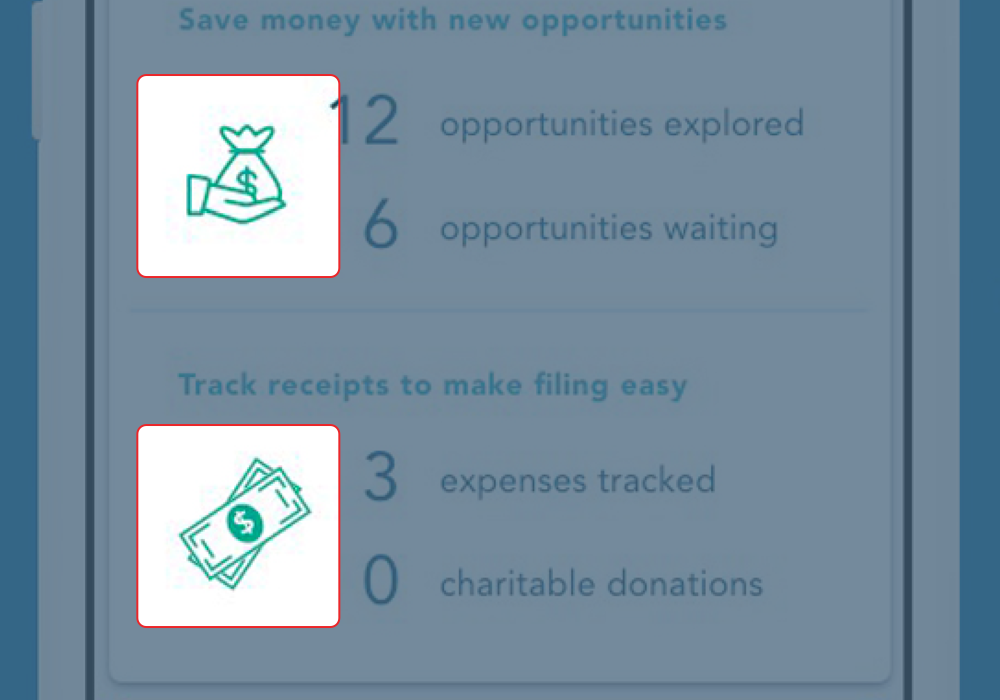 Save money with new opportunities
12 opportunities explored
6 opportunities waiting
Track receipts to make filing easy
3 expenses tracked
0 charitable donations